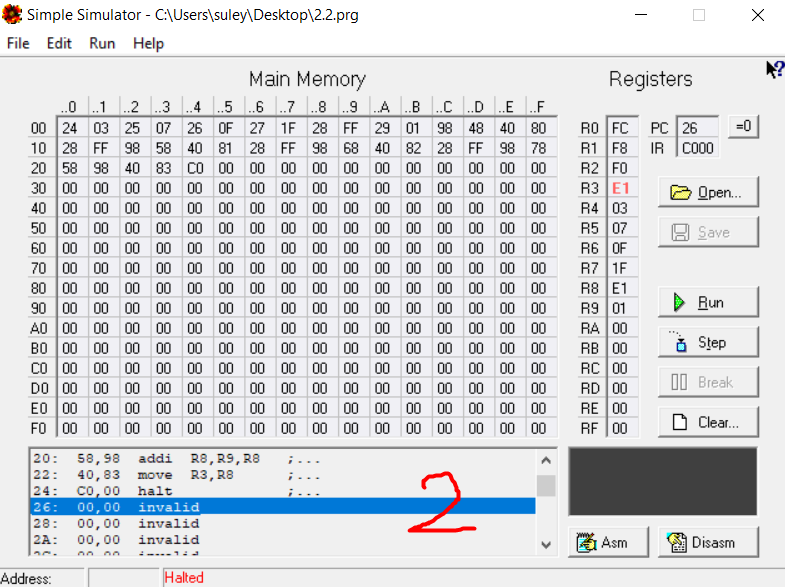 Simple Simulator - C:\Users\suley\Desktop\2.2.prg
File Edit Run Help
Main Memory
..0 ..1 ..2 ..3 ..4 ..5 ..6 ..7 ..8 ..9 ..A ..B ..C ..D ..E ..F
00 24 03 25 07 26 0F 27 1F 28 FF 29 01 98 48 40 80
10 28 FF 98 58 40 81 28 FF 98 68 40 82 28 FF 98 78
20 58 98 40 83 C0 00 00 00 00 00 00 00 00 00 00 00
30 00 00 00 00 00 00 00 00 00 00 00 00 00 00 00 00
40 00 00 00 00 00 00 00 00 00 00 00 00 00 00 00 00
50 00 00 00 00 00 00 00 00 00 00 00 00 00 00 00 00
60 00 00 00 00 00 00 00 00 00 00 00 00 00 00 00 00
70 00 00 00 00 00 00 00 00 00 00 00 00 00 00 00 00
80 00 00 00 00 00 00 00 00 00 00 00 00 00 00 00 00
90 00 00 00 00 00 00 00 00 00 00 00 00 00 00 00 00
A0 00 00 00 00 00 00 00 00 00 00 00 00 00 00 00 00
B0 00 00 00 00 00 00 00 00 00 00 00 00 00 00 00 00
C0 00 00 00 00 00 00 00 00 00 00 00 00 00 00 00 00
D0 00 00 00 00 00 00 00 00 00 00 00 00 00 00 00 00
E0 00 00 00 00 00 00 00 00 00 00 00 00 00 00 00 00
F0 00 00 00 00 00 00 00 00 00 00 00 00 00 00 00 00
20: 58,98 addi R8,R9,R8 ;...
22: 40,83 move R3,R8 ;...
24: C0,00 halt ;...
26: 00,00 invalid
28: 00,00 invalid
2A: 00,00 invalid
2
Registers
R0 FC
R1 F8
R2 F0
R3 E1
R4 03
R5 07
R6 0F
R7 1F
R8 E1
R9 01
RA 00
RB 00
RC 00
RD 00
RE 00
RF 00
PC 26
=0
IR C000
?
Open...
Save
Run
Step
Break
Clear...
Asm
Disasm
Address:
Halted